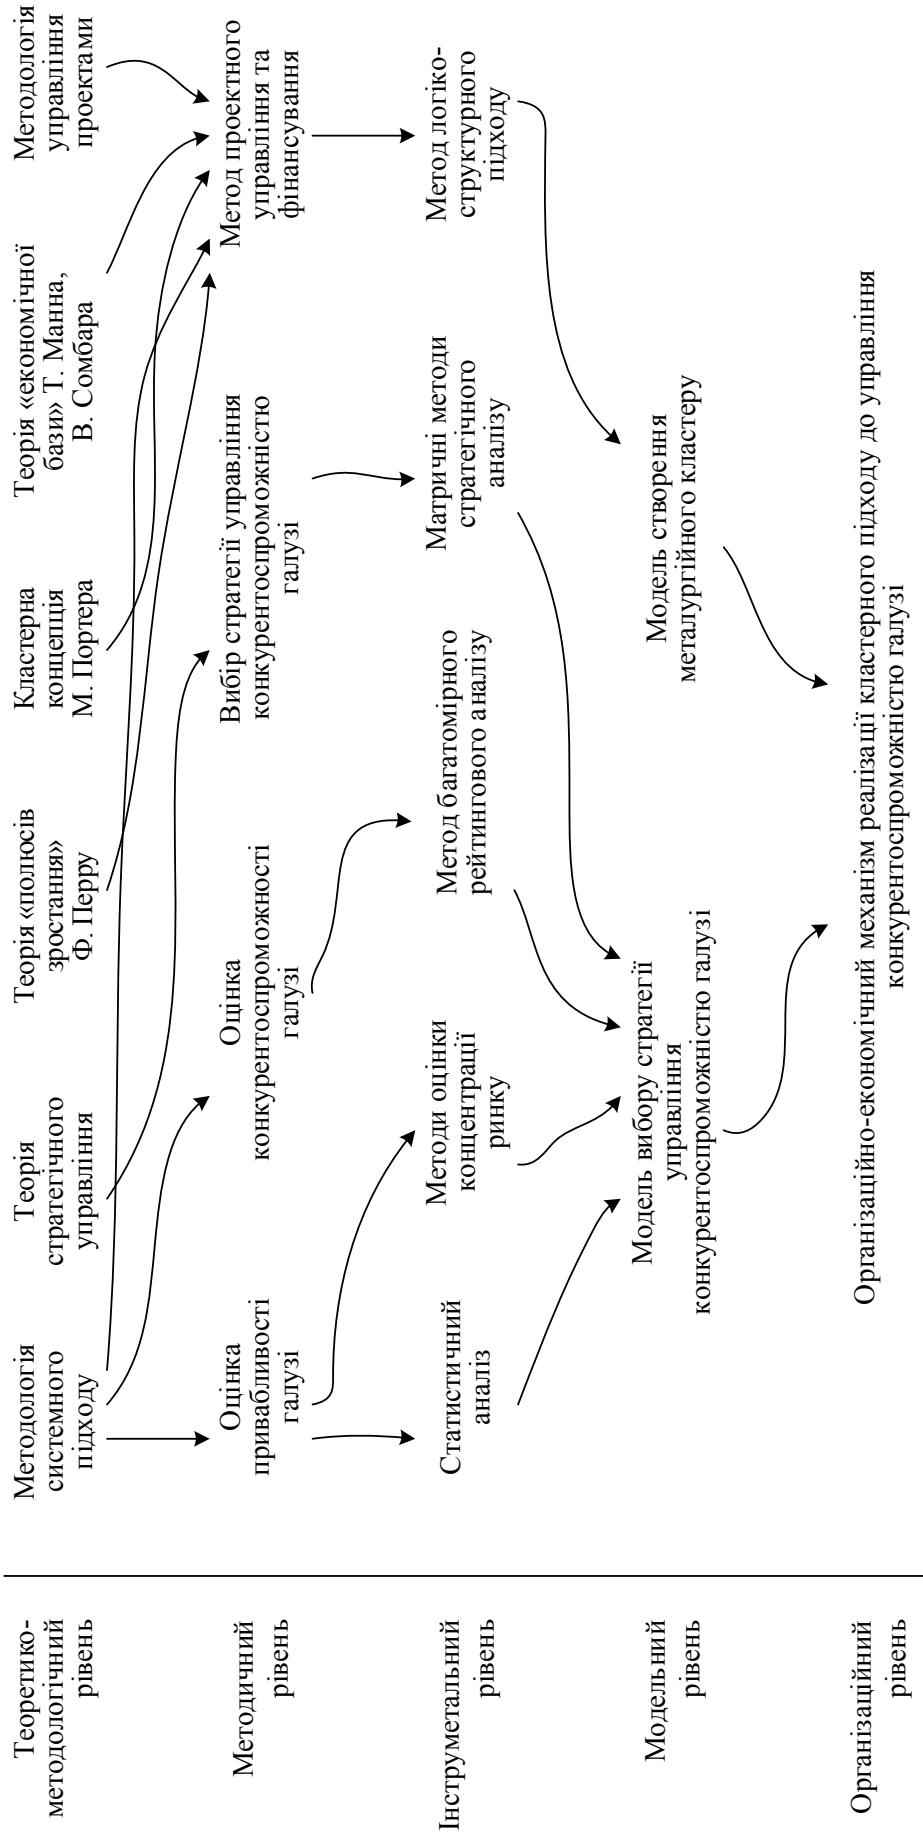 Теоретико-
методологічний
рівень
Методологія
системного
підходу
Теорія
стратегічного
управління
Теорія «полюсів
зростання»
Ф. Перру
Кластерна
концепція
М. Портера
Теорія «економічної
бази» Т. Манна,
В. Сомбара
Методологія
управління
проектами
Методичний
рівень
Оцінка
привабливості
галузі
Оцінка
конкурентоспроможності
галузі
Вибір стратегії управління
конкурентоспроможністю
галузі
Метод проектного
управління та
фінансування
Інструметальний
рівень
Статистичний
аналіз
Методи оцінки
концентрації
ринку
Метод багатомірного
рейтингового аналізу
Матричні методи
стратегічного
аналізу
Метод логіко-
структурного
підходу
Модельний
рівень
Модель вибору стратегії
управління
конкурентоспроможністю галузі
Модель створення
металургійного кластеру
Організаційний
рівень
Організаційно-економічний механізм реалізації кластерного підходу до управління
конкурентоспроможністю галузі